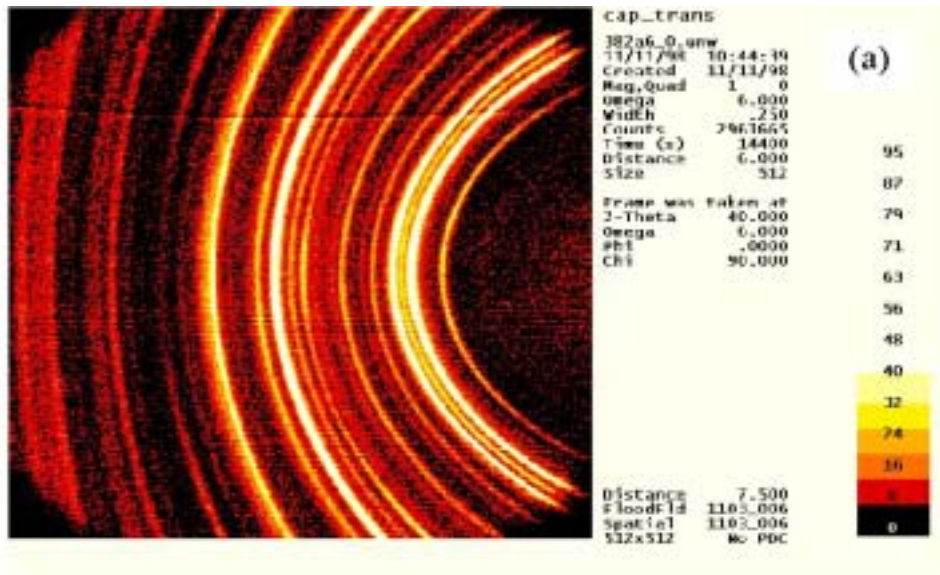 cap_trans
(a)
11/11/98 10:44:39
Created 11/11/98
Mag.Quad 1 0
Omega 6.000
Width .250
Counts
Time (s) 14400
Distance 6.000
Size 512
Frame was taken at
2-Theta 40.000
Omega 6.000
Phi .0000
Chi 90.000
95
87
79
71
63
56
48
40
32
24
16
8
0
Distance 7.500
FloodFld 1103_006
Spatial 1103_006
512x512 No PDC